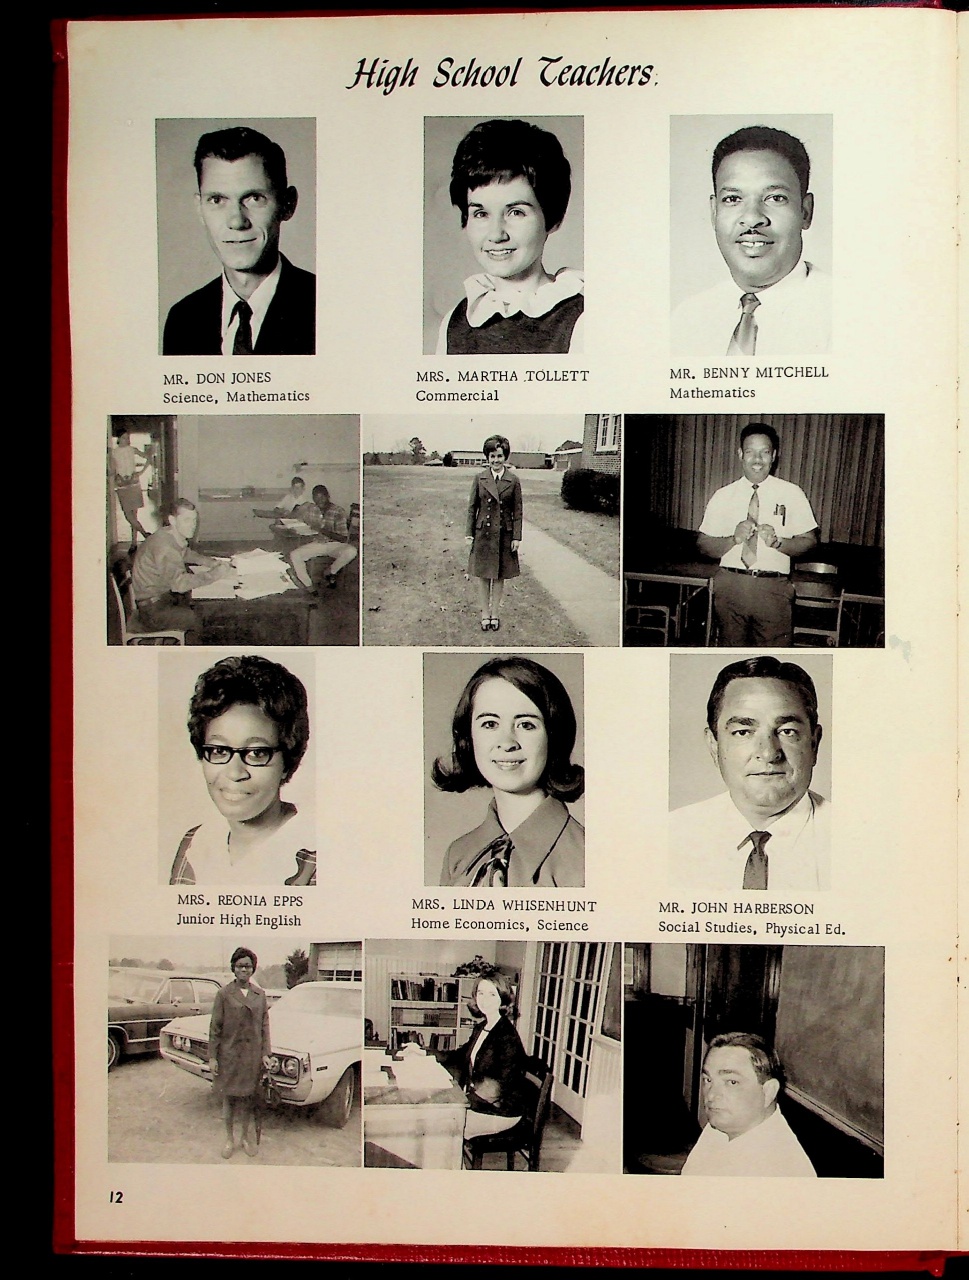 High School Teachers:
MR. DON JONES
Science, Mathematics
MRS. MARTHA TOLLETT
Commercial
MR. BENNY MITCHELL
Mathematics
MRS. REONIA EPPS
Junior High English
MRS. LINDA WHISENHUNT
Home Economics, Science
MR. JOHN HARBERSON
Social Studies, Physical Ed.
12